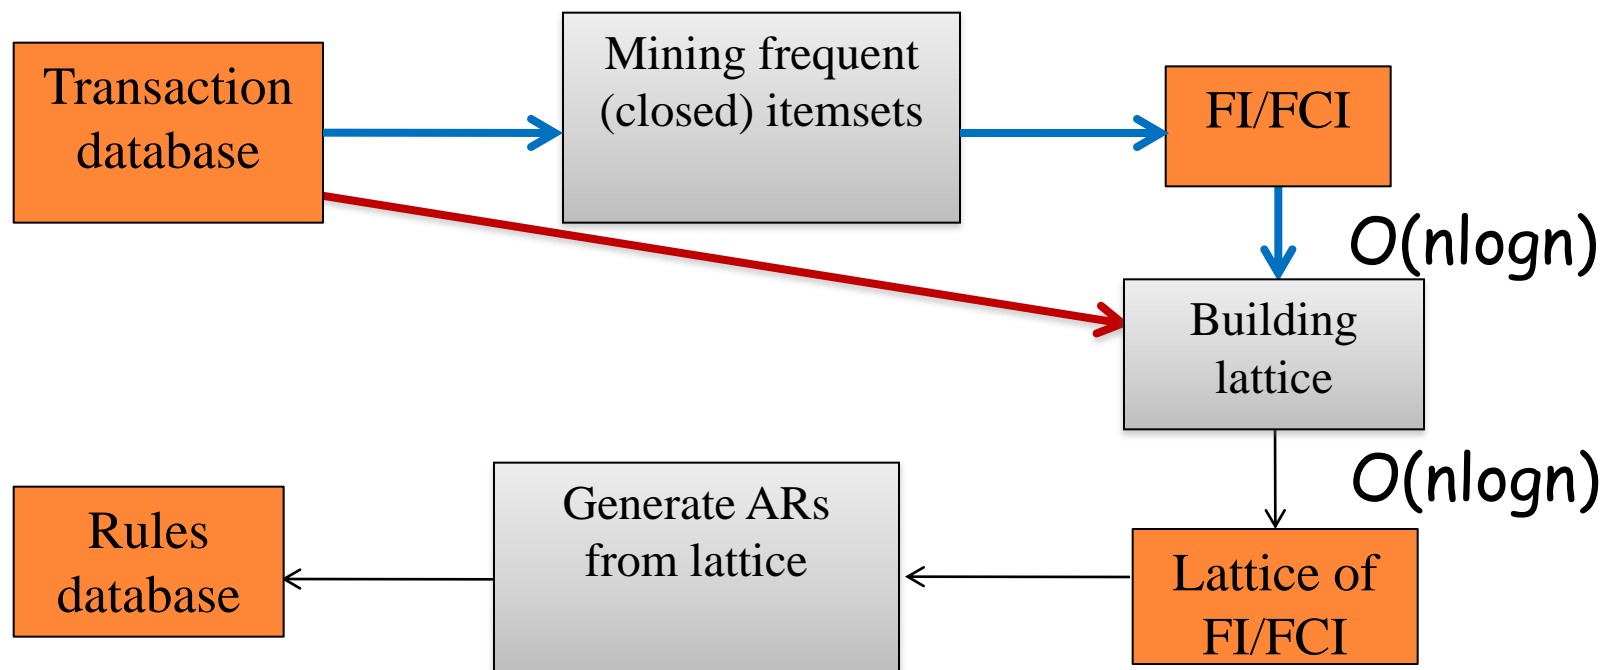 Transaction
database
Mining frequent
(closed) itemsets
FI/FCI
O(nlogn)
Building
lattice
O(nlogn)
Lattice of
FI/FCI
Generate ARs
from lattice
Rules
database